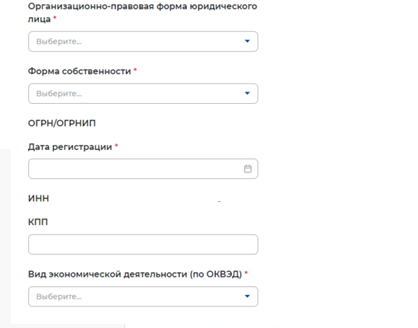 Организационно-правовая форма юридического
лица *
Выберите...
Форма собственности *
Выберите...
ОГРН/ОГРНИП
Дата регистрации *
ИНН
КПП
Вид экономической деятельности (по ОКВЭД) *
Выберите...